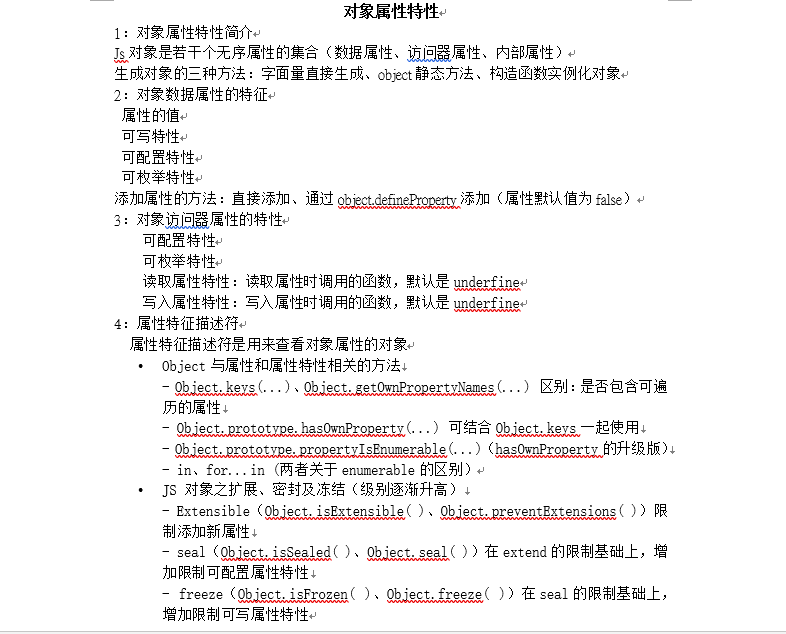 对象属性特性
1：对象属性特性简介
Js 对象是若干个无序属性的集合（数据属性、访问器属性、内部属性）
生成对象的三种方法：字面量直接生成、object 静态方法、构造函数实例化对象
2：对象数据属性的特征
属性的值
可写特性
可配置特性
可枚举特性
添加属性的方法：直接添加、通过 object.defineProperty 添加（属性默认值为 false）
3：对象访问器属性的特性
可配置特性
可枚举特性
读取属性特性：读取属性时调用的函数，默认是 underfine
写入属性特性：写入属性时调用的函数，默认是 underfine
4：属性特征描述符
属性特征描述符是用来查看对象属性的对象
• Object 与属性和属性特性相关的方法
- Object.keys(...)、Object.getOwnPropertyNames(...) 区别：是否包含可遍
历的属性
- Object.prototype.hasOwnProperty(...) 可结合 Object.keys 一起使用
- Object.prototype.propertyIsEnumerable(...)（hasOwnProperty 的升级版）
- in、for...in (两者关于 enumerable 的区别）
• JS 对象之扩展、密封及冻结（级别逐渐升高）
- Extensible（Object.isExtensible( )、Object.preventExtensions( )）限
制添加新属性
- seal（Object.isSealed( )、Object.seal( )）在 extend 的限制基础上，增
加限制可配置属性特性
- freeze（Object.isFrozen( )、Object.freeze( )）在 seal 的限制基础上，
增加限制可写属性特性